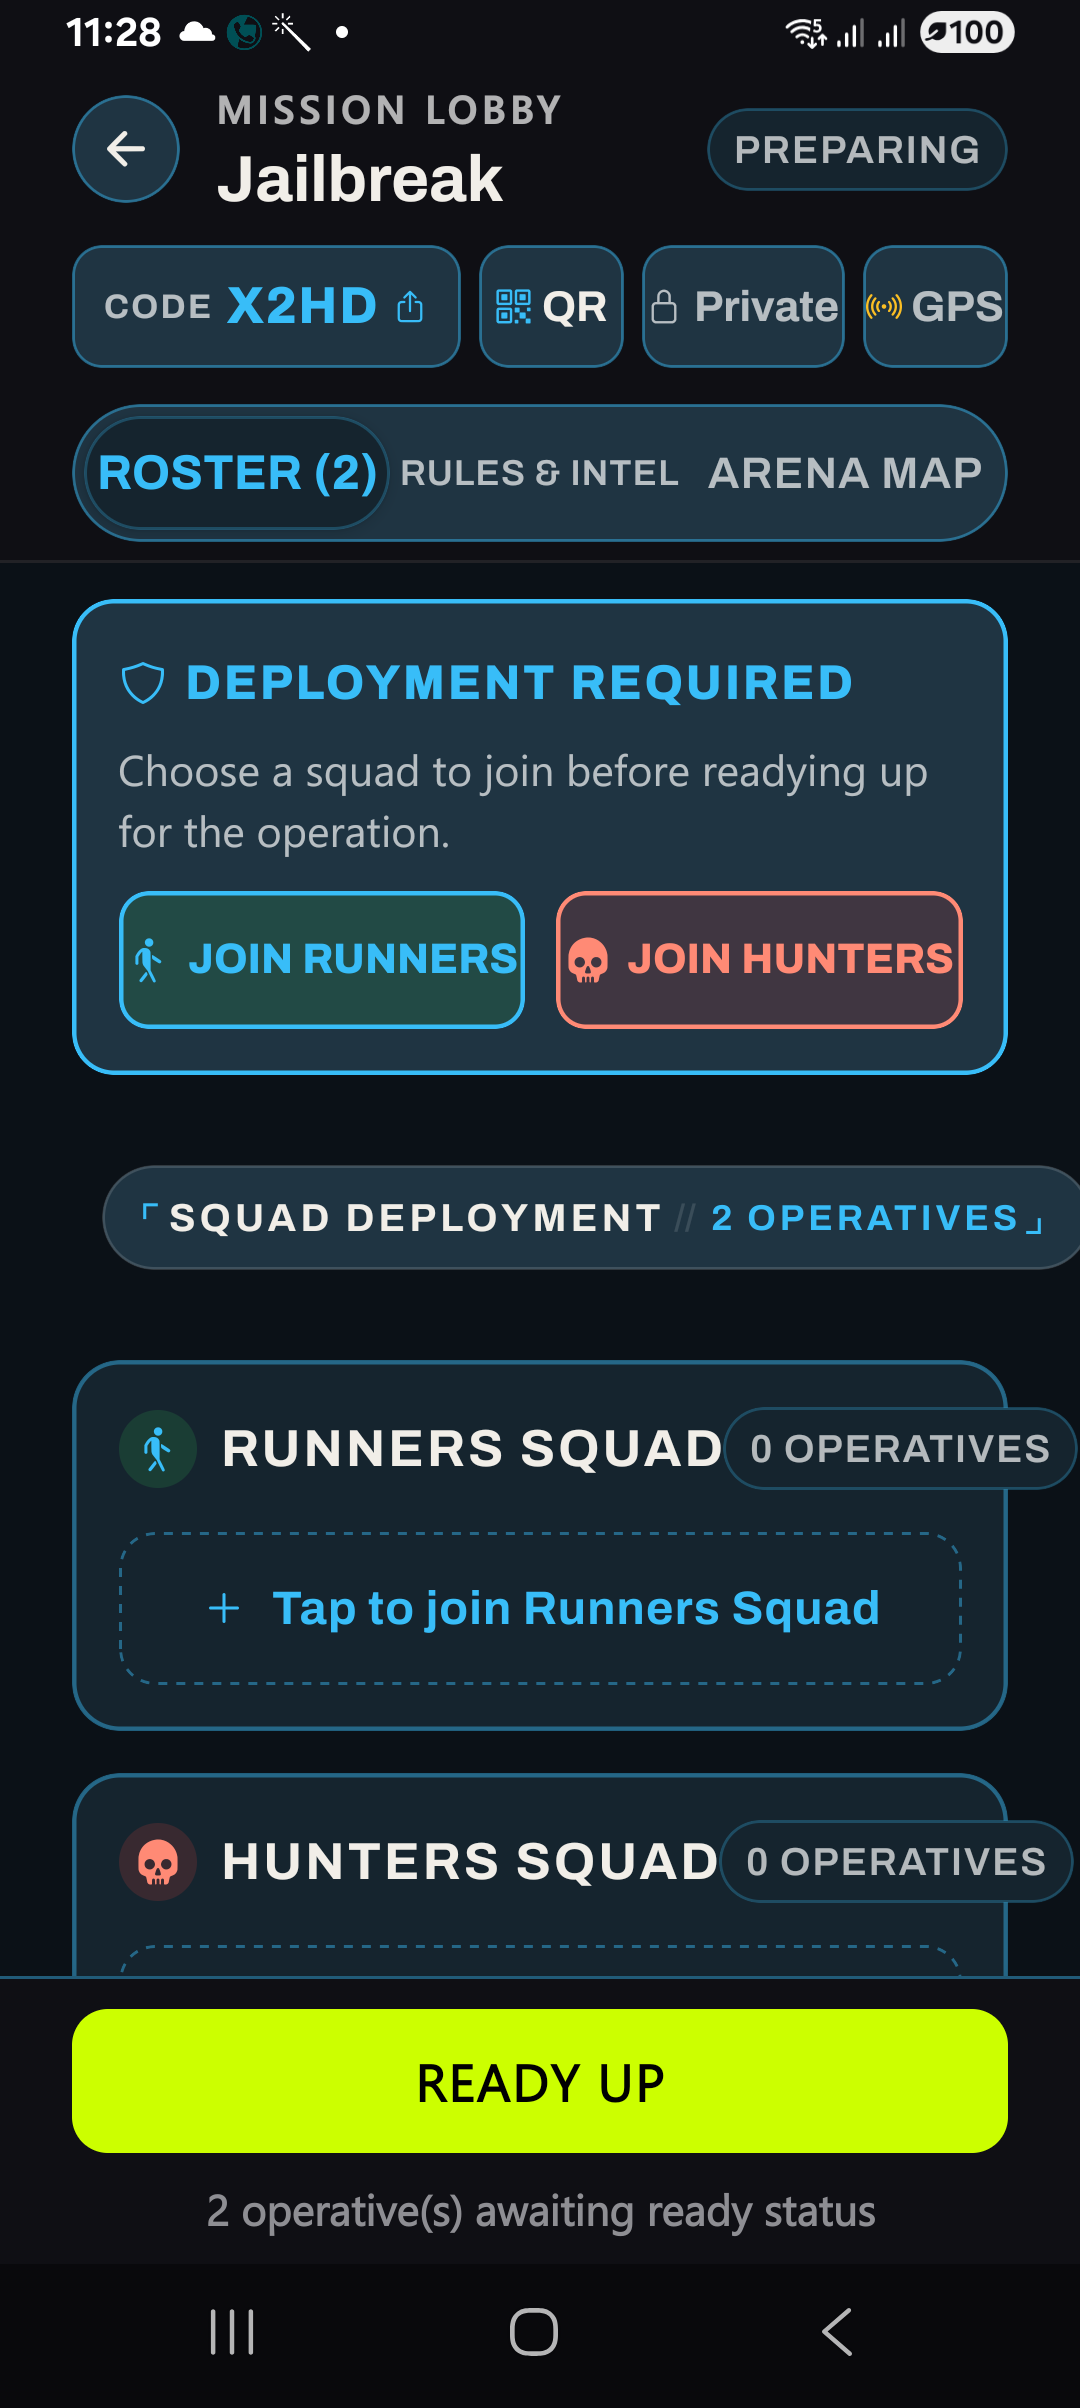 11:28
5
100
MISSION LOBBY
Jailbreak
PREPARING
CODE X2HD
QR
Private
GPS
ROSTER (2)
RULES & INTEL
ARENA MAP
DEPLOYMENT REQUIRED
Choose a squad to join before readying up
for the operation.
JOIN RUNNERS
JOIN HUNTERS
SQUAD DEPLOYMENT // 2 OPERATIVES
RUNNERS SQUAD
0 OPERATIVES
+ Tap to join Runners Squad
HUNTERS SQUAD
0 OPERATIVES
READY UP
2 operative(s) awaiting ready status